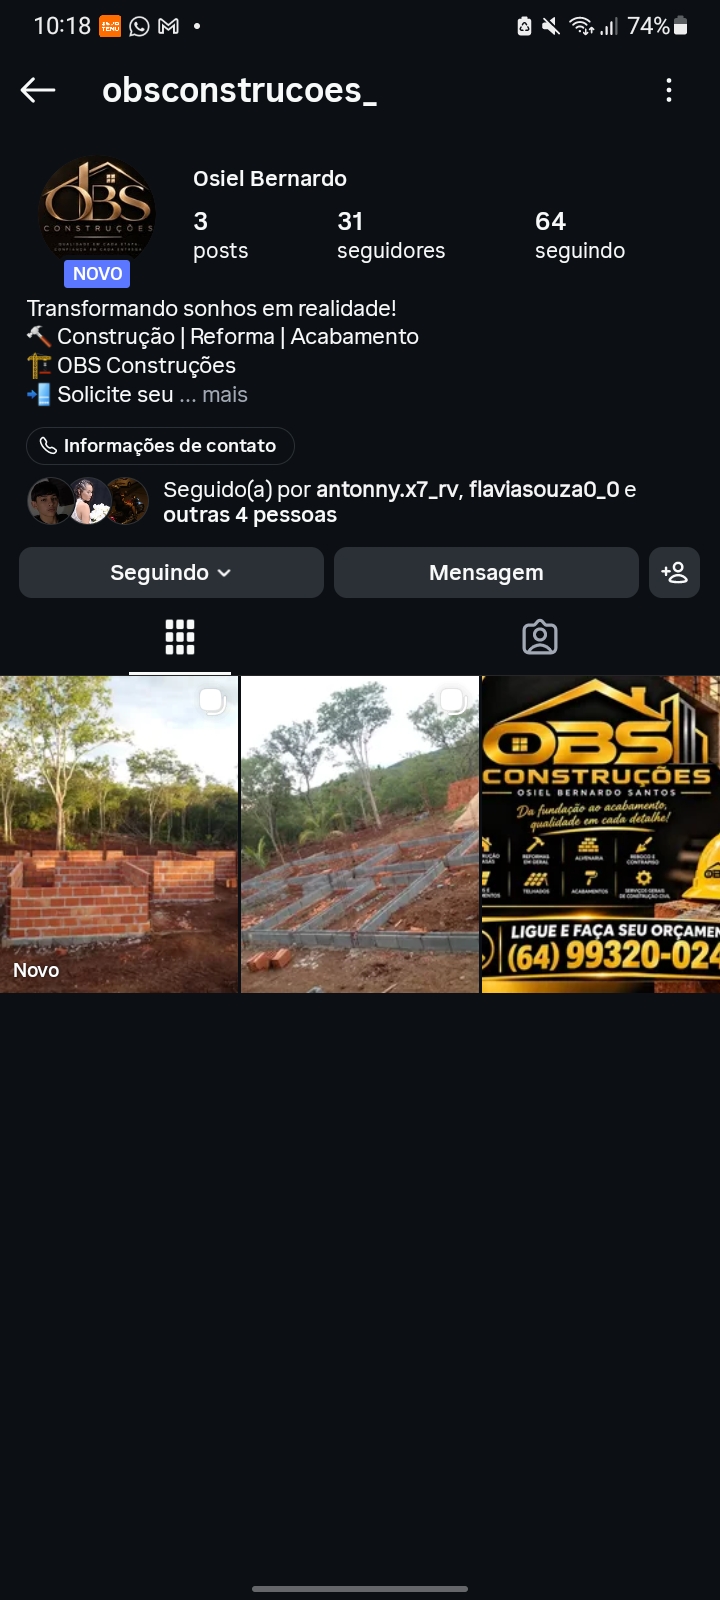 10:18
74%
obsconstrucoes_
OBS
CONSTRUÇÕES
NOVO
Osiel Bernardo
3 posts
31 seguidores
64 seguindo
Transformando sonhos em realidade!
Construção | Reforma | Acabamento
OBS Construções
Solicite seu ... mais
Informações de contato
Seguido(a) por antonny.x7_rv, flaviasouza0_0 e
outras 4 pessoas
Seguindo
Mensagem
Novo
OBS
CONSTRUÇÕES
OSIEL BERNARDO SANTOS
Da fundação ao acabamento,
qualidade em cada detalhe!
REFORMAS
EM GERAL
ALVENARIA
REBOCO E
CONTRAPISO
TELHADOS
ACABAMENTOS
SERVIÇOS GERAIS
DE CONSTRUÇÃO CIVIL
LIGUE E FAÇA SEU ORÇAMEN
(64) 99320-024